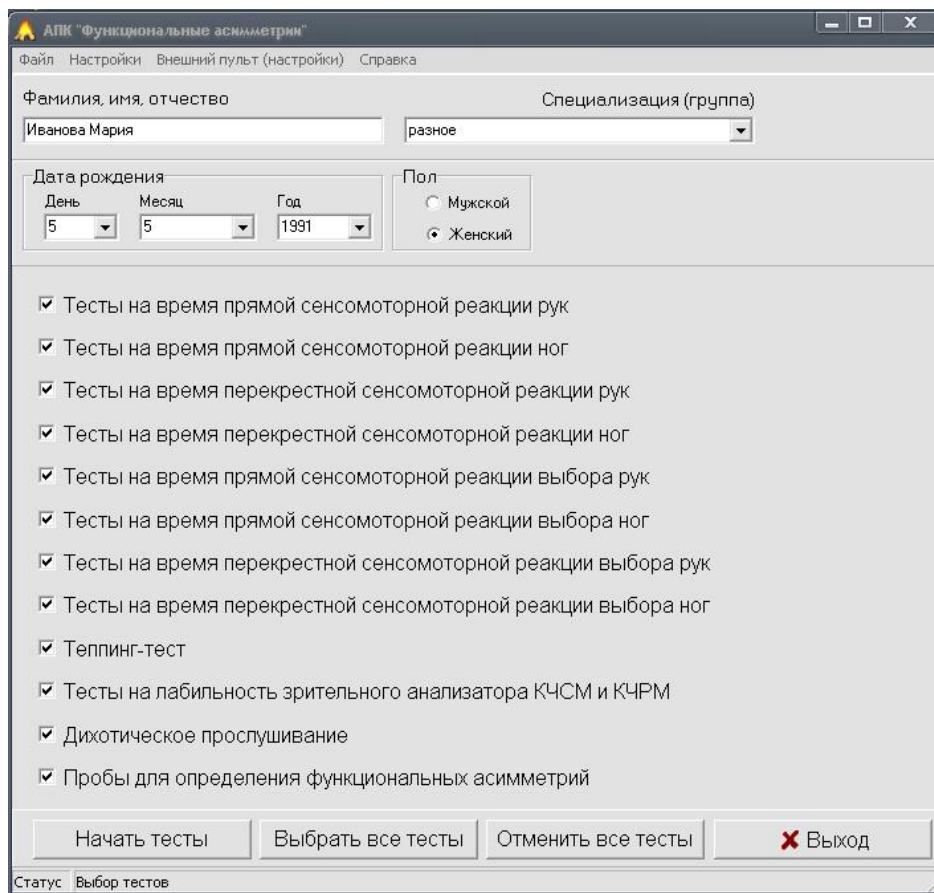 АПК "Функциональные асимметрии"
Файл Настройки Внешний пульт (настройки) Справка
Фамилия, имя, отчество Специализация (группа)
Иванова Мария разное
Дата рождения Пол
День Месяц Год Мужской
5 5 1991 Женский
Тесты на время прямой сенсомоторной реакции рук
Тесты на время прямой сенсомоторной реакции ног
Тесты на время перекрестной сенсомоторной реакции рук
Тесты на время перекрестной сенсомоторной реакции ног
Тесты на время прямой сенсомоторной реакции выбора рук
Тесты на время прямой сенсомоторной реакции выбора ног
Тесты на время перекрестной сенсомоторной реакции выбора рук
Тесты на время перекрестной сенсомоторной реакции выбора ног
Теппинг-тест
Тесты на лабильность зрительного анализатора КЧСМ и КЧРМ
Дихотическое прослушивание
Пробы для определения функциональных асимметрий
Начать тесты Выбрать все тесты Отменить все тесты Выход
Статус Выбор тестов